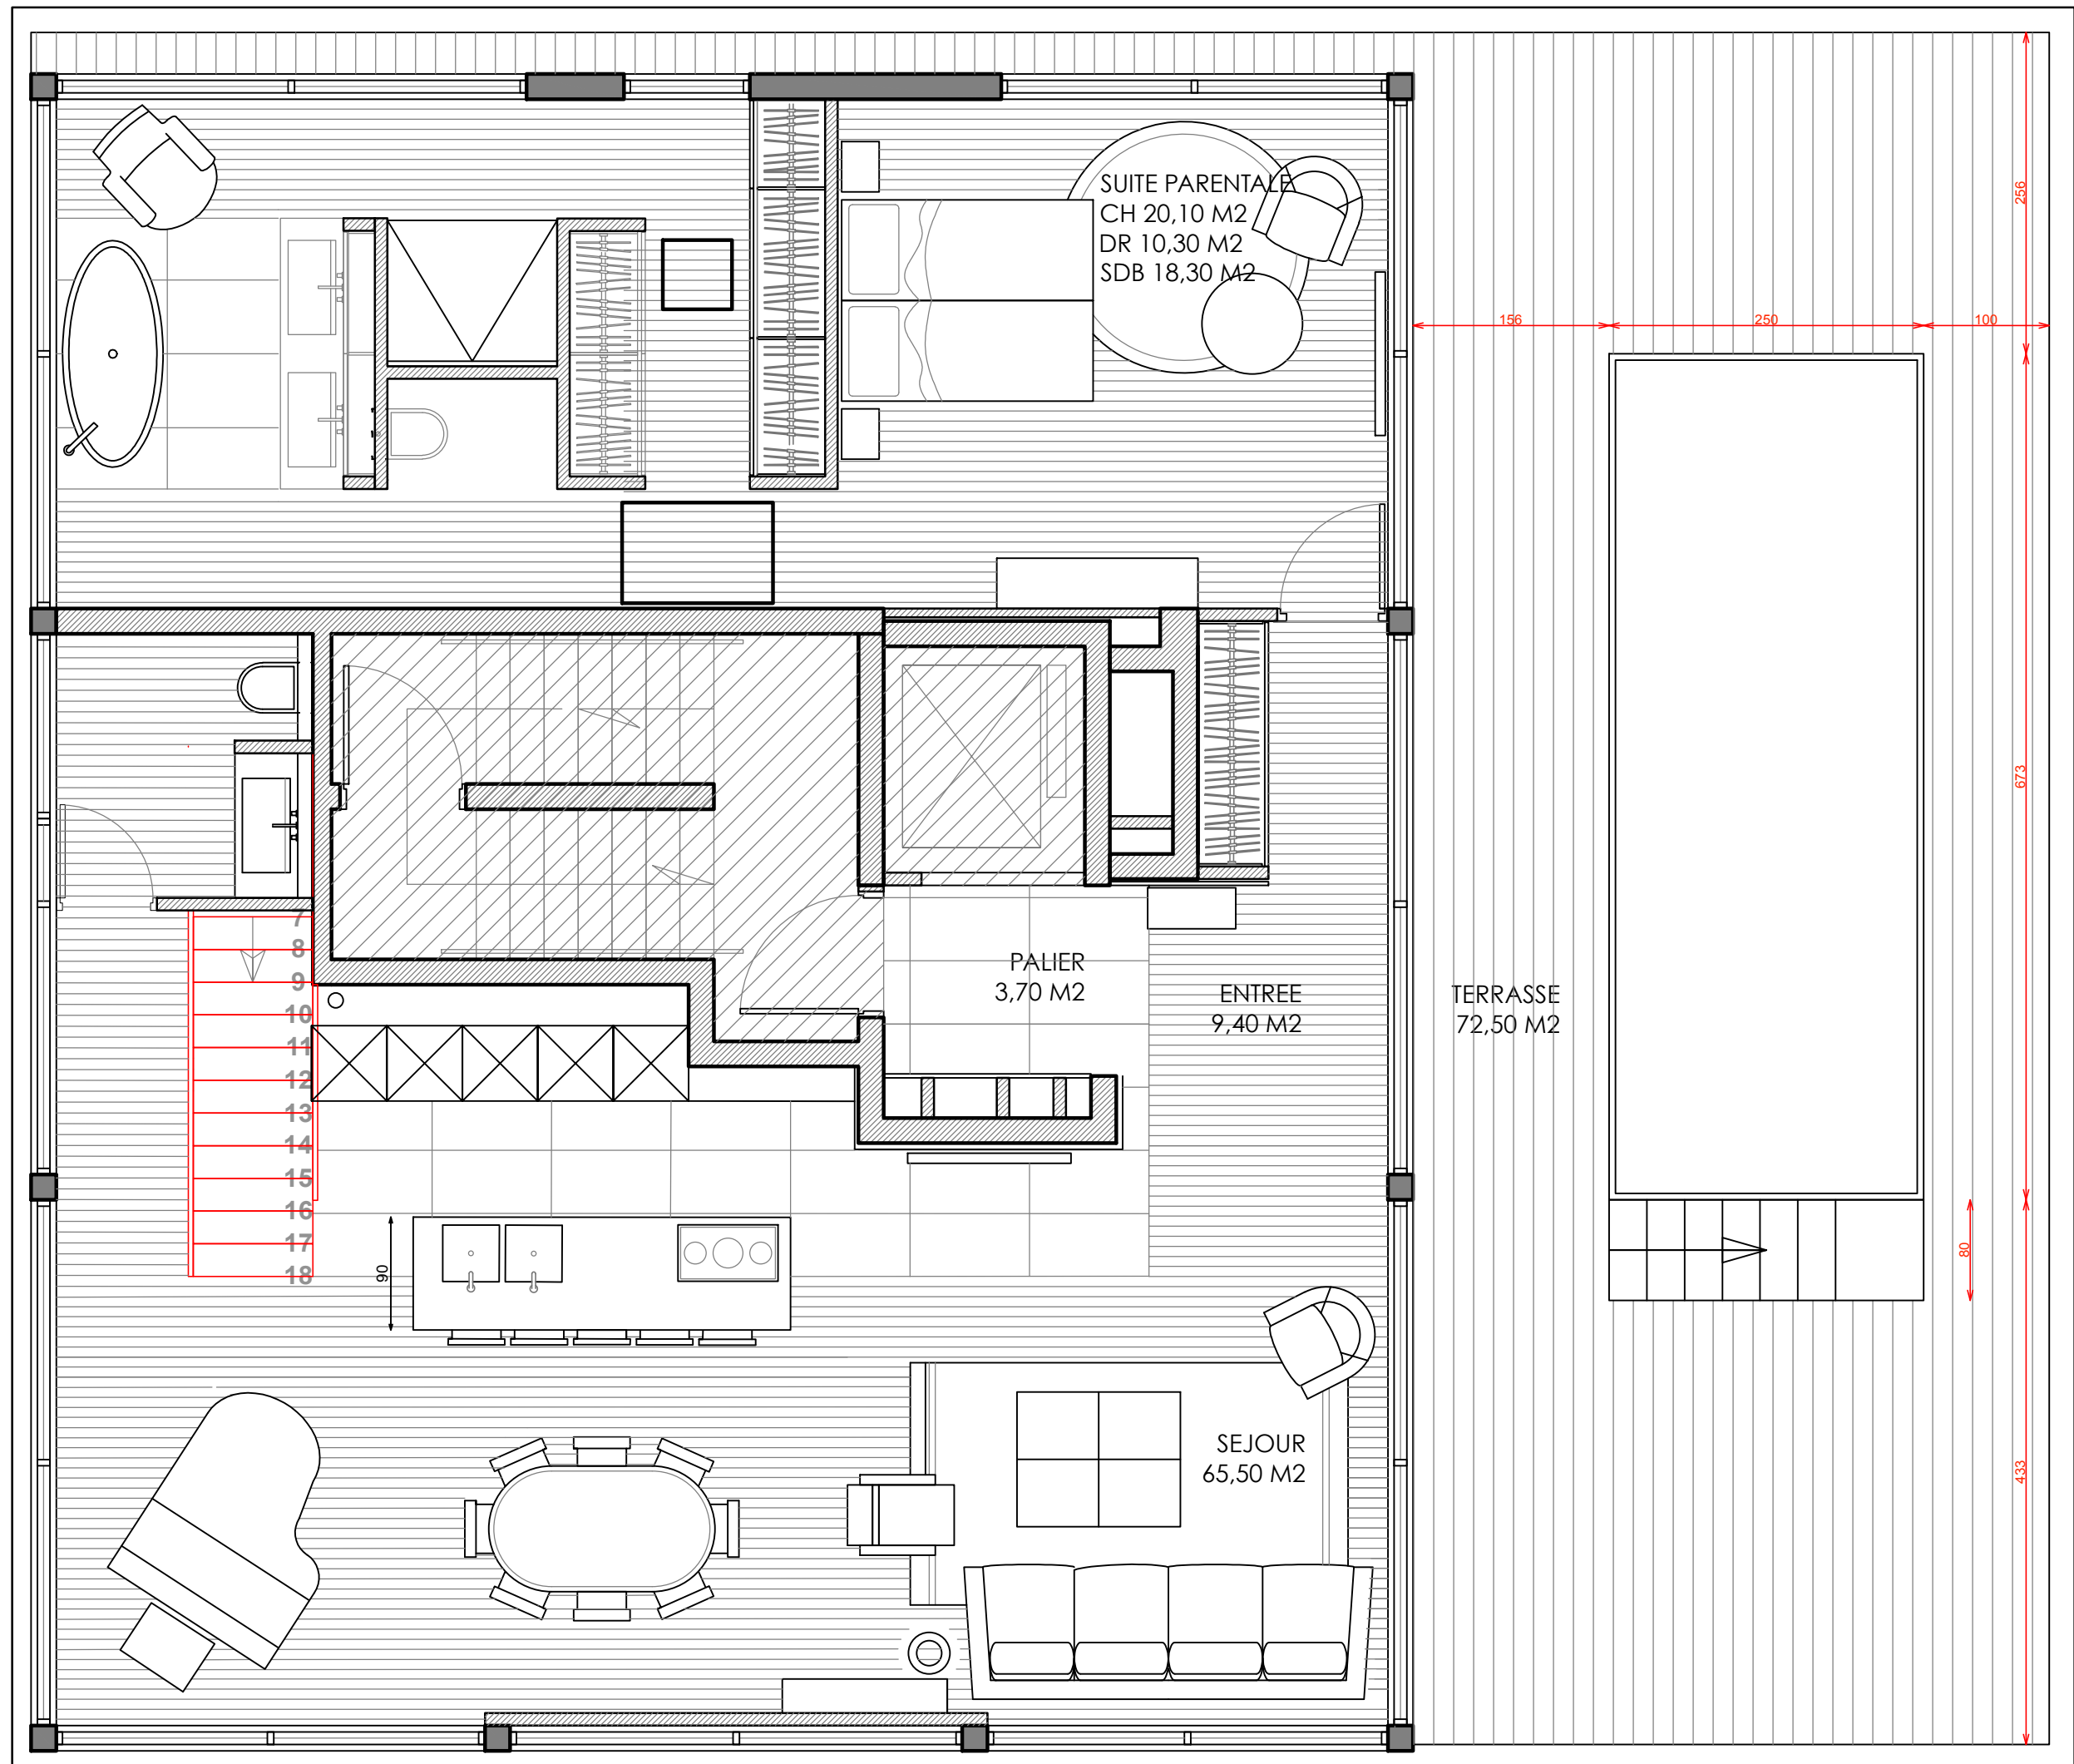 SUITE PARENTALE
CH 20,10 M2
DR 10,30 M2
SDB 18,30 M2
256
156
250
100
673
7
8
9
10
11
12
13
14
15
16
17
18
PALIER
3,70 M2
ENTREE
9,40 M2
TERRASSE
72,50 M2
90
80
SEJOUR
65,50 M2
433